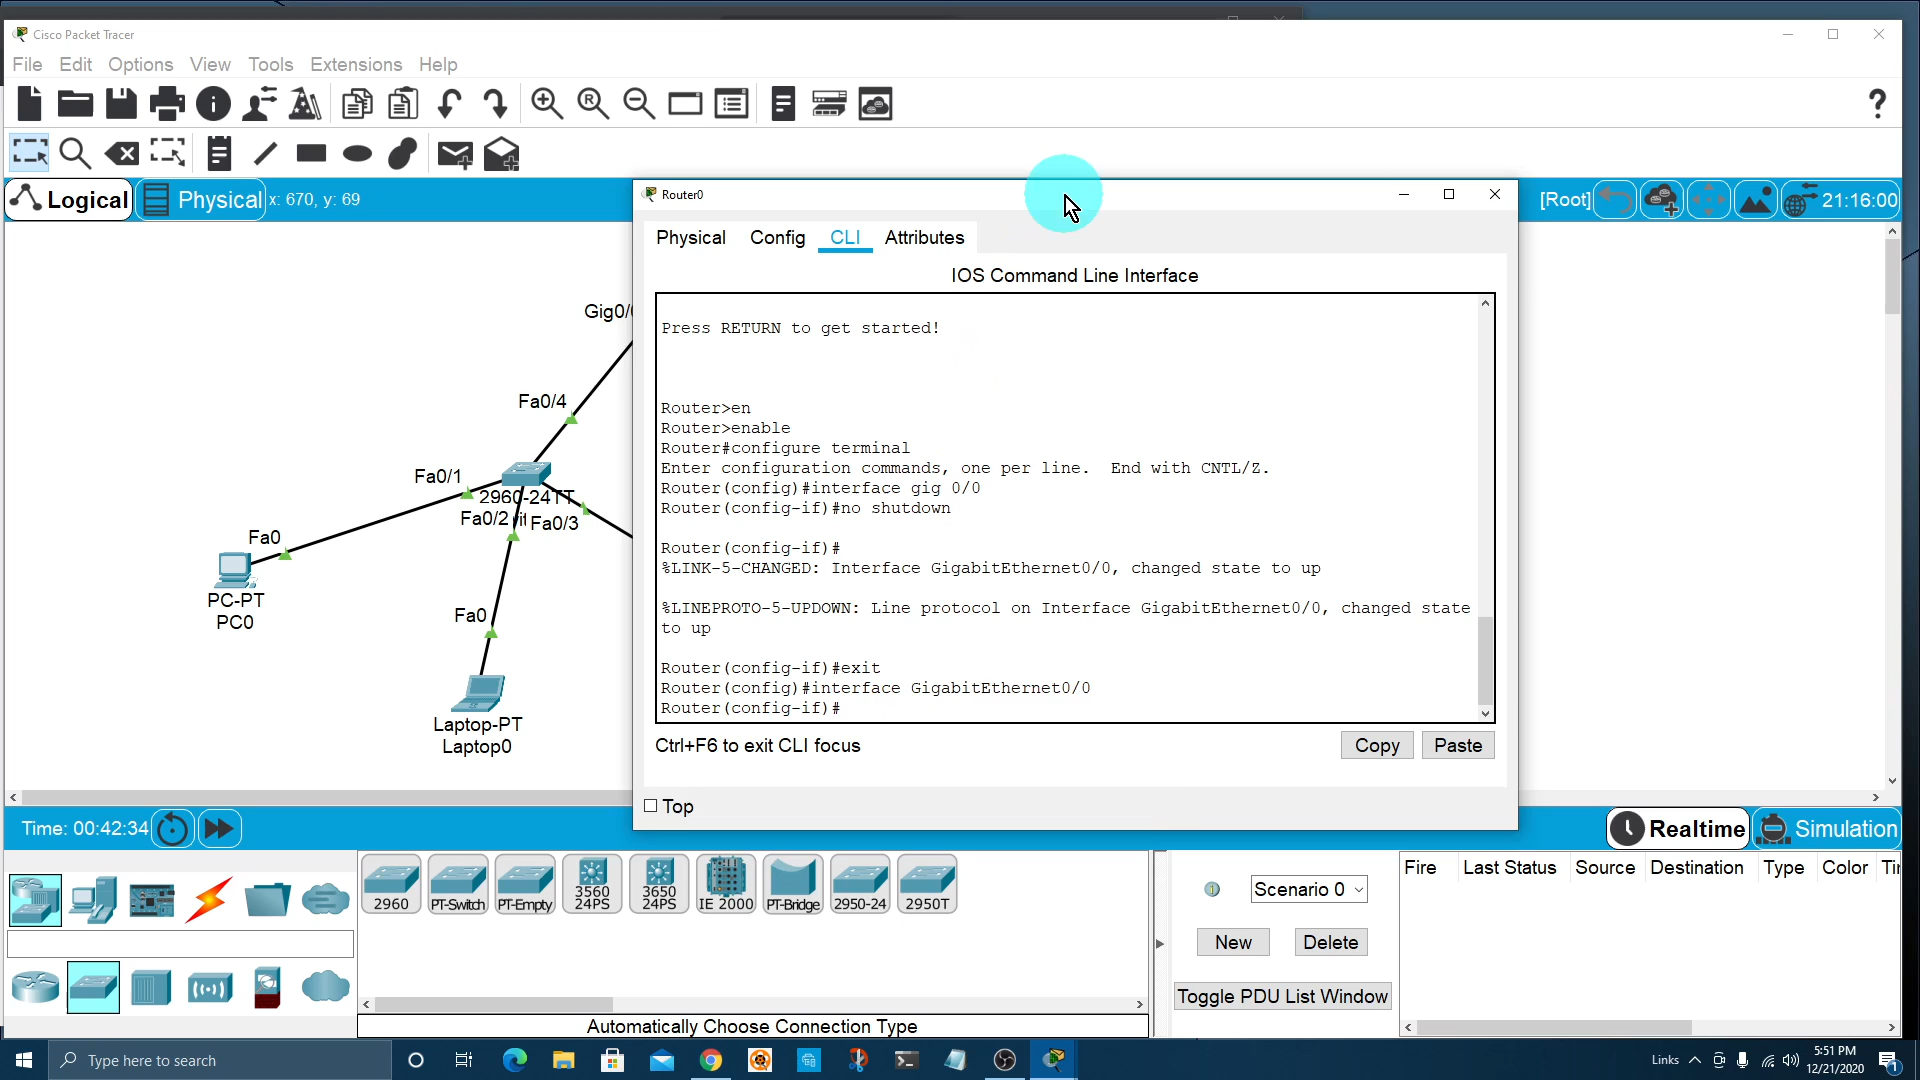 Cisco Packet Tracer
File Edit Options View Tools Extensions Help
Logical
Physical
x: 670, y: 69
[Root]
21:16:00
Router0
Physical Config CLI Attributes
IOS Command Line Interface
Press RETURN to get started!
Router>en
Router>enable
Router#configure terminal
Enter configuration commands, one per line.  End with CNTL/Z.
Router(config)#interface gig 0/0
Router(config-if)#no shutdown
Router(config-if)#
%LINK-5-CHANGED: Interface GigabitEthernet0/0, changed state to up
%LINEPROTO-5-UPDOWN: Line protocol on Interface GigabitEthernet0/0, changed state
to up
Router(config-if)#exit
Router(config)#interface GigabitEthernet0/0
Router(config-if)#
Ctrl+F6 to exit CLI focus
Copy
Paste
Top
Gig0/
Fa0/4
Fa0/1
2960-24TT
Fa0/2
Fa0/3
Fa0
PC-PT
PC0
Fa0
Laptop-PT
Laptop0
Time: 00:42:34
Realtime
Simulation
2960
PT-Switch
PT-Empty
3560
24PS
3650
24PS
IE 2000
PT-Bridge
2950-24
2950T
Automatically Choose Connection Type
Scenario 0
New
Delete
Toggle PDU List Window
Fire Last Status Source Destination Type Color
Type here to search
Links
5:51 PM
12/21/2020
1